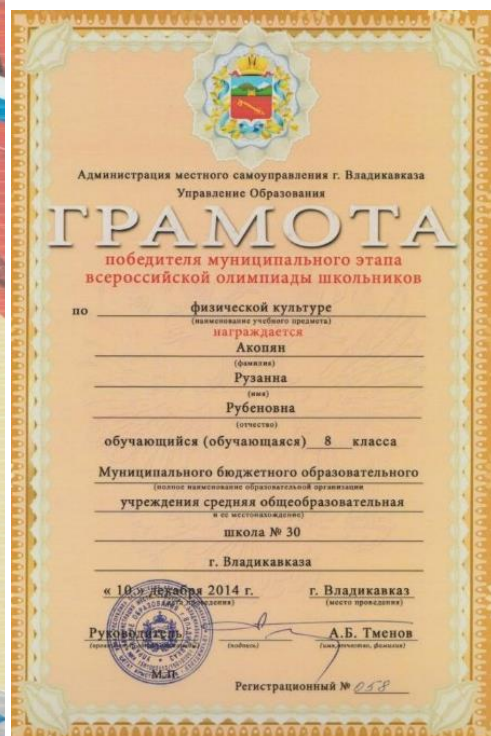 Администрация местного самоуправления г. Владикавказа
Управление Образования
ГРАМОТА
победителя муниципального этапа
всероссийской олимпиады школьников
по физической культуре
(наименование учебного предмета)
награждается
Акопян
(фамилия)
Рузанна
(имя)
Рубеновна
(отчество)
обучающийся (обучающаяся) 8 класса
Муниципального бюджетного образовательного
(полное наименование образовательной организации
учреждения средняя общеобразовательная
и ее местонахождение)
школа № 30
г. Владикавказа
« 10 » декабря 2014 г. г. Владикавказ
(место проведения)
Руководитель А.Б. Тменов
(подпись) (имя, отчество, фамилия)
М.П.
Регистрационный № 058